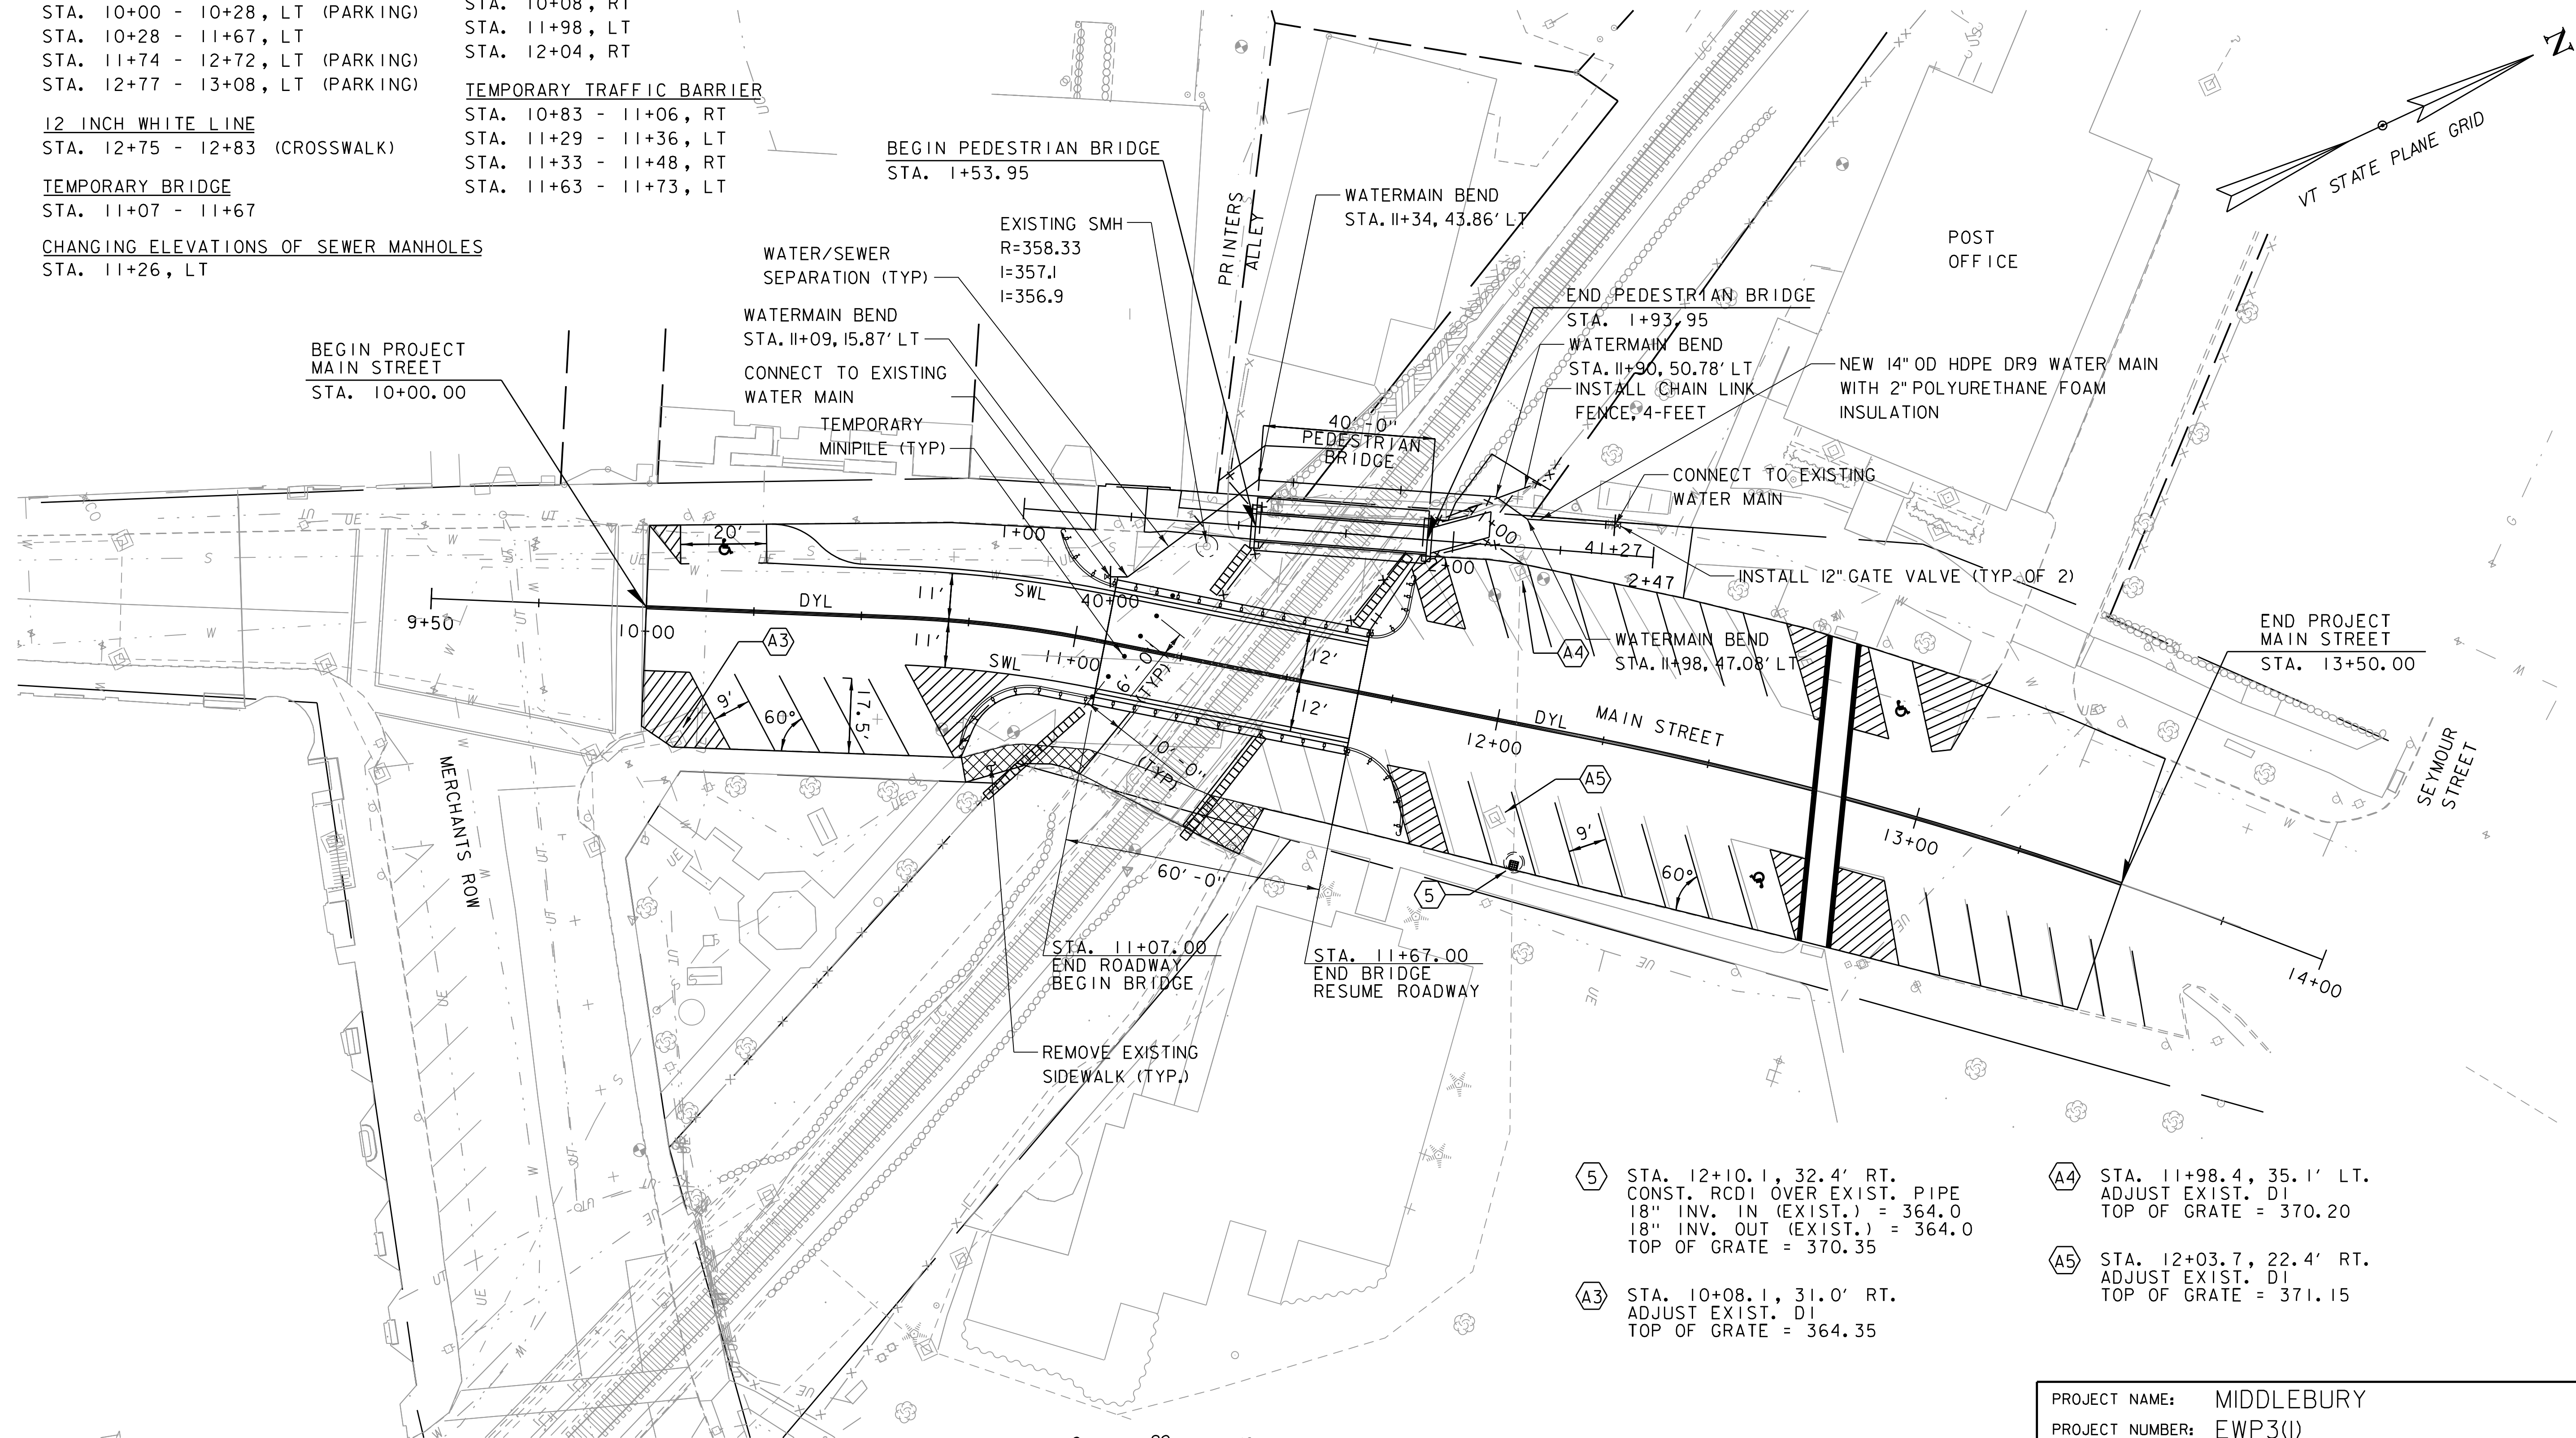 STA. 10+00 - 10+28, LT (PARKING)
STA. 10+28 - 11+67, LT
STA. 11+74 - 12+72, LT (PARKING)
STA. 12+77 - 13+08, LT (PARKING)
12 INCH WHITE LINE
STA. 12+75 - 12+83 (CROSSWALK)
TEMPORARY BRIDGE
STA. 11+07 - 11+67
CHANGING ELEVATIONS OF SEWER MANHOLES
STA. 11+26, LT
STA. 10+08, RT
STA. 11+98, LT
STA. 12+04, RT
TEMPORARY TRAFFIC BARRIER
STA. 10+83 - 11+06, RT
STA. 11+29 - 11+36, LT
STA. 11+33 - 11+48, RT
STA. 11+63 - 11+73, LT
BEGIN PEDESTRIAN BRIDGE
STA. 1+53.95
EXISTING SMH
R=358.33
I=357.1
I=356.9
WATER/SEWER
SEPARATION (TYP)
WATERMAIN BEND
STA. 11+09, 15.87' LT
CONNECT TO EXISTING
WATER MAIN
TEMPORARY
MINIPILE (TYP)
BEGIN PROJECT
MAIN STREET
STA. 10+00.00
PRINTERS
ALLEY
WATERMAIN BEND
STA. 11+34, 43.86' LT
END PEDESTRIAN BRIDGE
STA. 1+93.95
WATERMAIN BEND
STA. 11+90, 50.78' LT
INSTALL CHAIN LINK
FENCE, 4-FEET
40'-0"
PEDESTRIAN
BRIDGE
POST
OFFICE
N
VT STATE PLANE GRID
NEW 14" OD HDPE DR9 WATER MAIN
WITH 2" POLYURETHANE FOAM
INSULATION
CONNECT TO EXISTING
WATER MAIN
INSTALL 12" GATE VALVE (TYP OF 2)
WATERMAIN BEND
STA. 11+98, 47.08' LT
END PROJECT
MAIN STREET
STA. 13+50.00
SEYMOUR
STREET
MERCHANTS ROW
9+50
10+00
20'
DYL
11'
11'
SWL
SWL
1+00
40+00
11+00
41+00
41+27
2+00
2+47
A3
A4
A5
5
9'
60°
17.5'
6'-0"
(TYP)
10'-0"
(TYP)
12'
12'
12+00
DYL
MAIN STREET
9'
60°
13+00
14+00
60'-0"
STA. 11+07.00
END ROADWAY
BEGIN BRIDGE
STA. 11+67.00
END BRIDGE
RESUME ROADWAY
REMOVE EXISTING
SIDEWALK (TYP.)
5 STA. 12+10.1, 32.4' RT.
CONST. RCDI OVER EXIST. PIPE
18" INV. IN (EXIST.) = 364.0
18" INV. OUT (EXIST.) = 364.0
TOP OF GRATE = 370.35
A3 STA. 10+08.1, 31.0' RT.
ADJUST EXIST. DI
TOP OF GRATE = 364.35
A4 STA. 11+98.4, 35.1' LT.
ADJUST EXIST. DI
TOP OF GRATE = 370.20
A5 STA. 12+03.7, 22.4' RT.
ADJUST EXIST. DI
TOP OF GRATE = 371.15
PROJECT NAME: MIDDLEBURY
PROJECT NUMBER: EWP3(1)